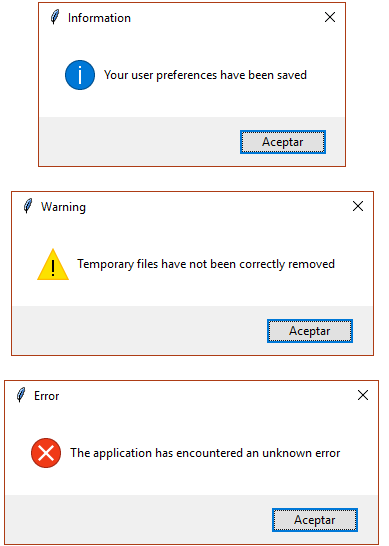 Information
Your user preferences have been saved
Aceptar
Warning
Temporary files have not been correctly removed
Aceptar
Error
The application has encountered an unknown error
Aceptar